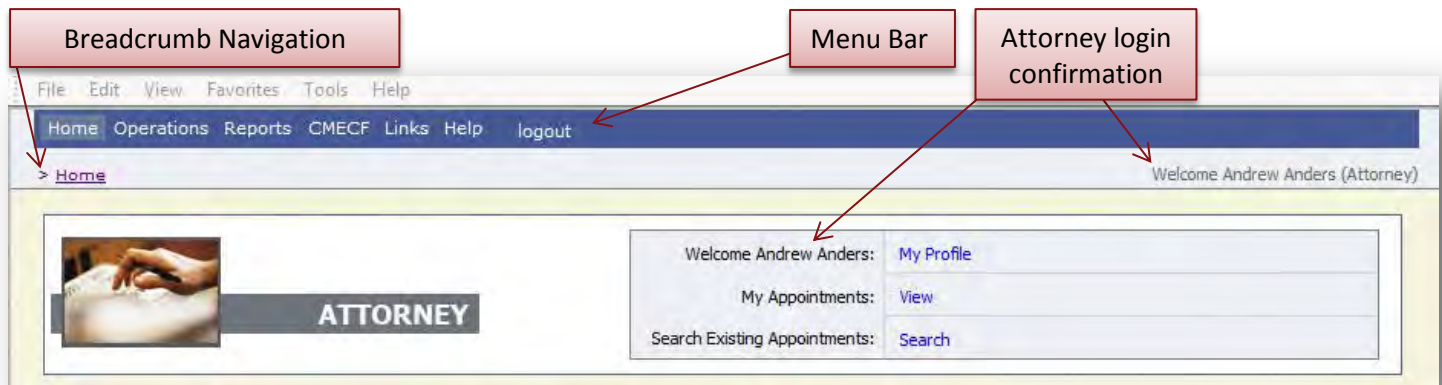 Breadcrumb Navigation
Menu Bar
Attorney login
confirmation
File Edit View Favorites Tools Help
Home Operations Reports CMECF Links Help logout
> Home
Welcome Andrew Anders (Attorney)
ATTORNEY
Welcome Andrew Anders: My Profile
My Appointments: View
Search Existing Appointments: Search